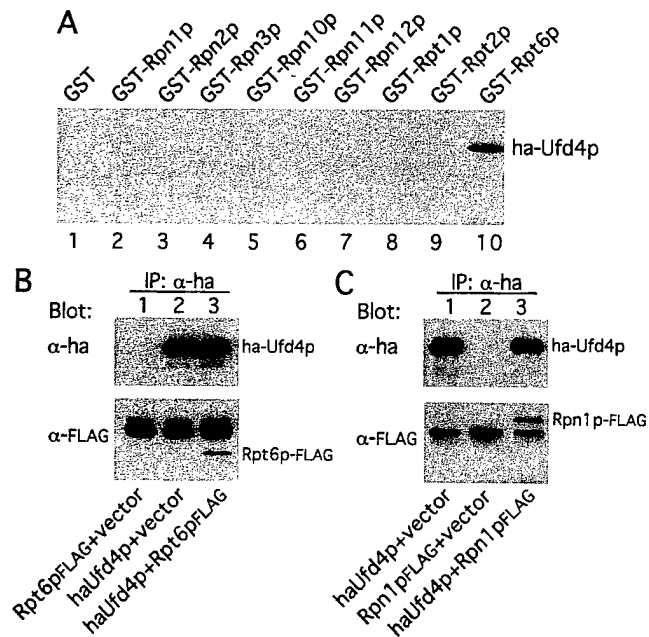 A
GST
GST-Rpn1p
GST-Rpn2p
GST-Rpn3p
GST-Rpn10p
GST-Rpn11p
GST-Rpn12p
GST-Rpt1p
GST-Rpt2p
GST-Rpt6p
ha-Ufd4p
1 2 3 4 5 6 7 8 9 10
B
IP: α-ha
Blot: 1 2 3
α-ha
ha-Ufd4p
α-FLAG
Rpt6p-FLAG
Rpt6pFLAG+vector
haUfd4p+vector
haUfd4p+Rpt6pFLAG
C
IP: α-ha
Blot: 1 2 3
α-ha
ha-Ufd4p
α-FLAG
Rpn1p-FLAG
haUfd4p+vector
Rpn1pFLAG+vector
haUfd4p+Rpn1pFLAG